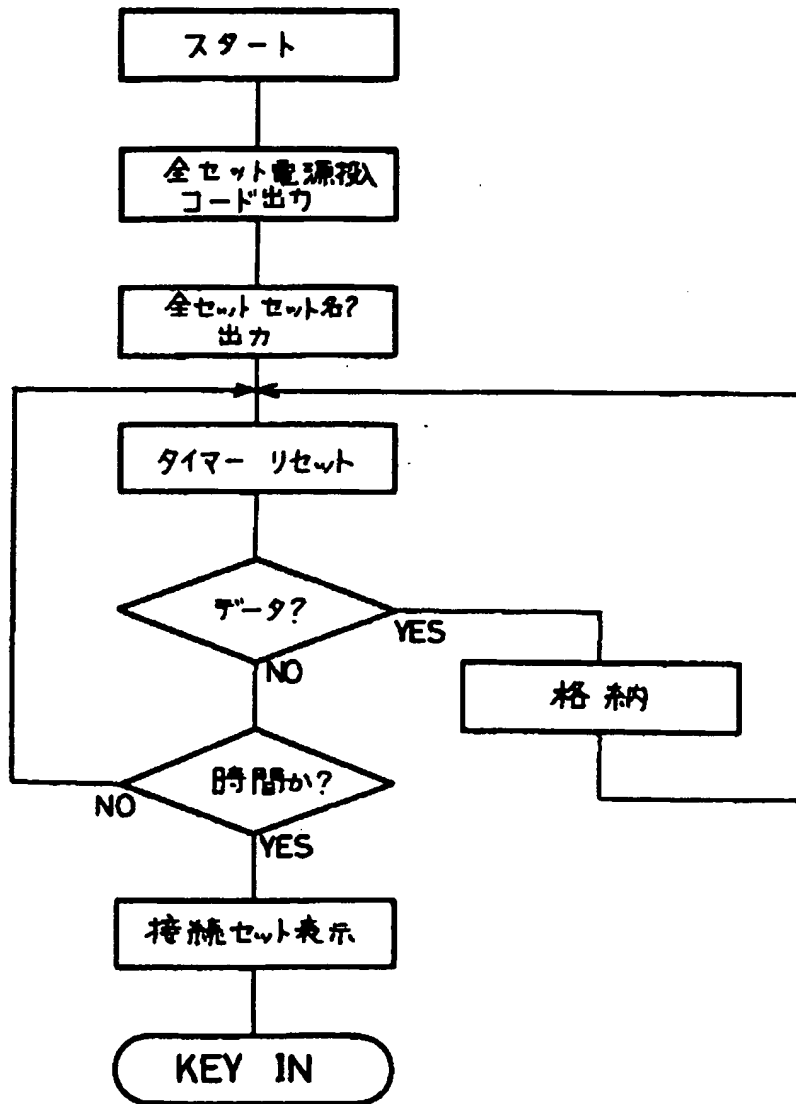 スタート
全セット電源投入
コード出力
全セット セット名?
出力
タイマー リセット
データ?
YES
NO
格納
時間か?
NO
YES
接続セット表示
KEY IN